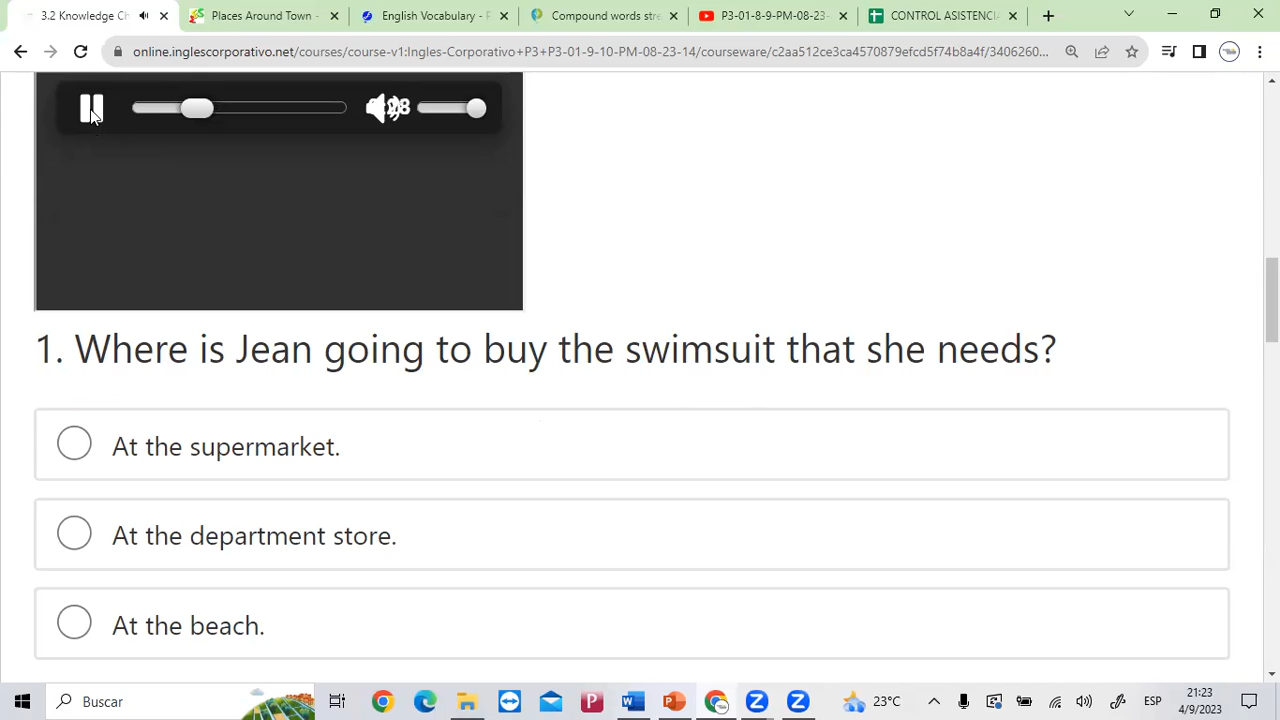 3.2 Knowledge Ch
Places Around Town -
English Vocabulary - F
Compound words stre
P3-01-8-9-PM-08-23-
CONTROL ASISTENCIA
online.inglescorporativo.net/courses/course-v1:Ingles-Corporativo+P3+P3-01-9-10-PM-08-23-14/courseware/c2aa512ce3ca4570879efcd5f74b8a4f/3406260...
1. Where is Jean going to buy the swimsuit that she needs?
At the supermarket.
At the department store.
At the beach.
Buscar
23°C
ESP
21:23
4/9/2023